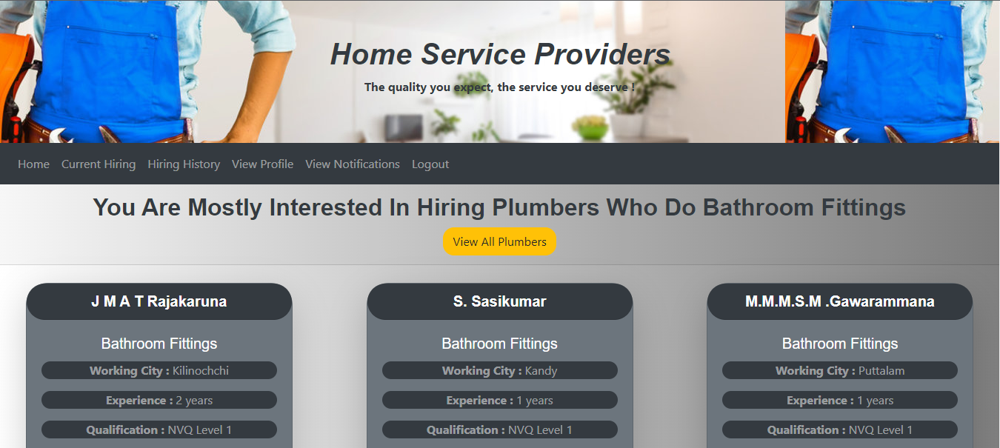 Home Service Providers
The quality you expect, the service you deserve !
Home Current Hiring Hiring History View Profile View Notifications Logout
You Are Mostly Interested In Hiring Plumbers Who Do Bathroom Fittings
View All Plumbers
J M A T Rajakaruna
Bathroom Fittings
Working City : Kilinochchi
Experience : 2 years
Qualification : NVQ Level 1
S. Sasikumar
Bathroom Fittings
Working City : Kandy
Experience : 1 years
Qualification : NVQ Level 1
M.M.M.S.M .Gawarammana
Bathroom Fittings
Working City : Puttalam
Experience : 1 years
Qualification : NVQ Level 1